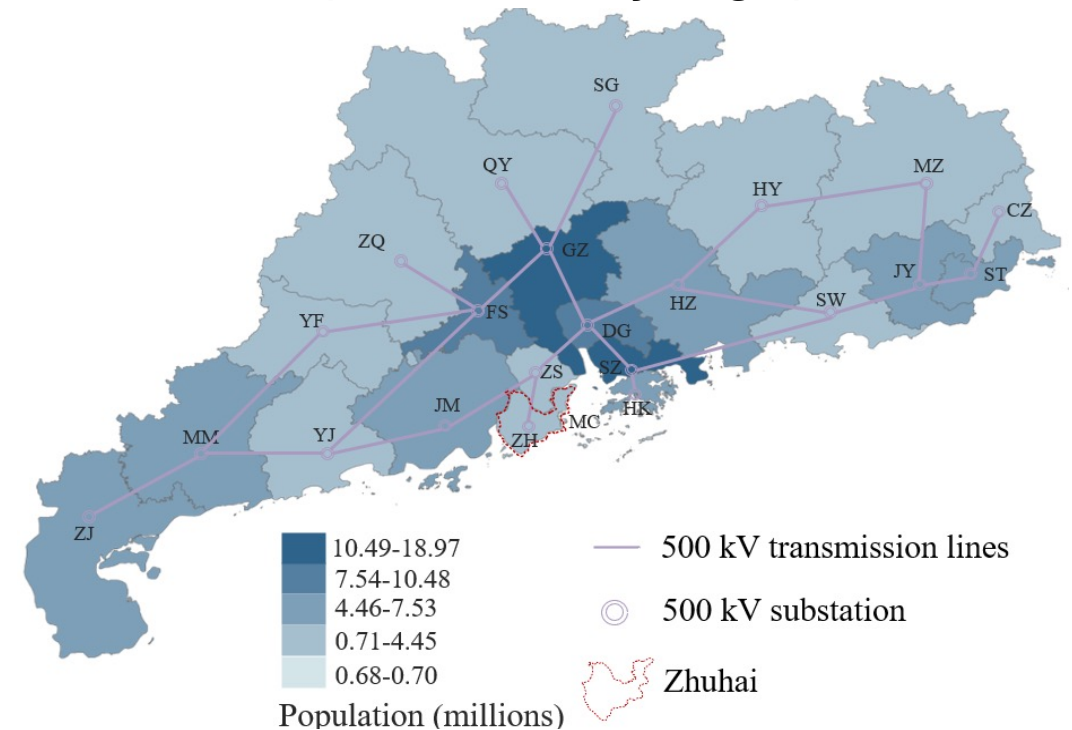 SG
QY
MZ
HY
CZ
ZQ
GZ
JY
ST
HZ
SW
YF
FS
DG
SZ
ZS
JM
HK
MC
MM
YJ
ZH
ZJ
10.49-18.97
7.54-10.48
4.46-7.53
0.71-4.45
0.68-0.70
Population (millions)
500 kV transmission lines
500 kV substation
Zhuhai